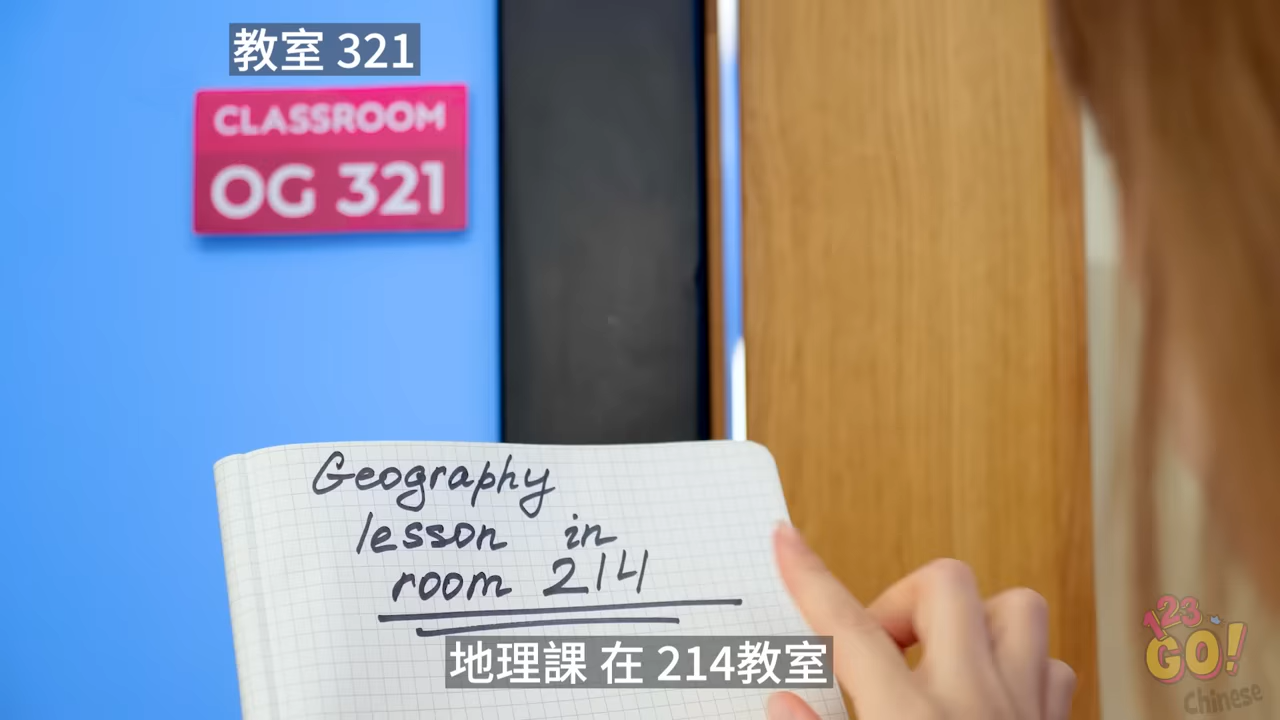 教室 321
CLASSROOM
OG 321
Geography
lesson in
room 214
地理課 在 214教室
123
GO!
Chinese